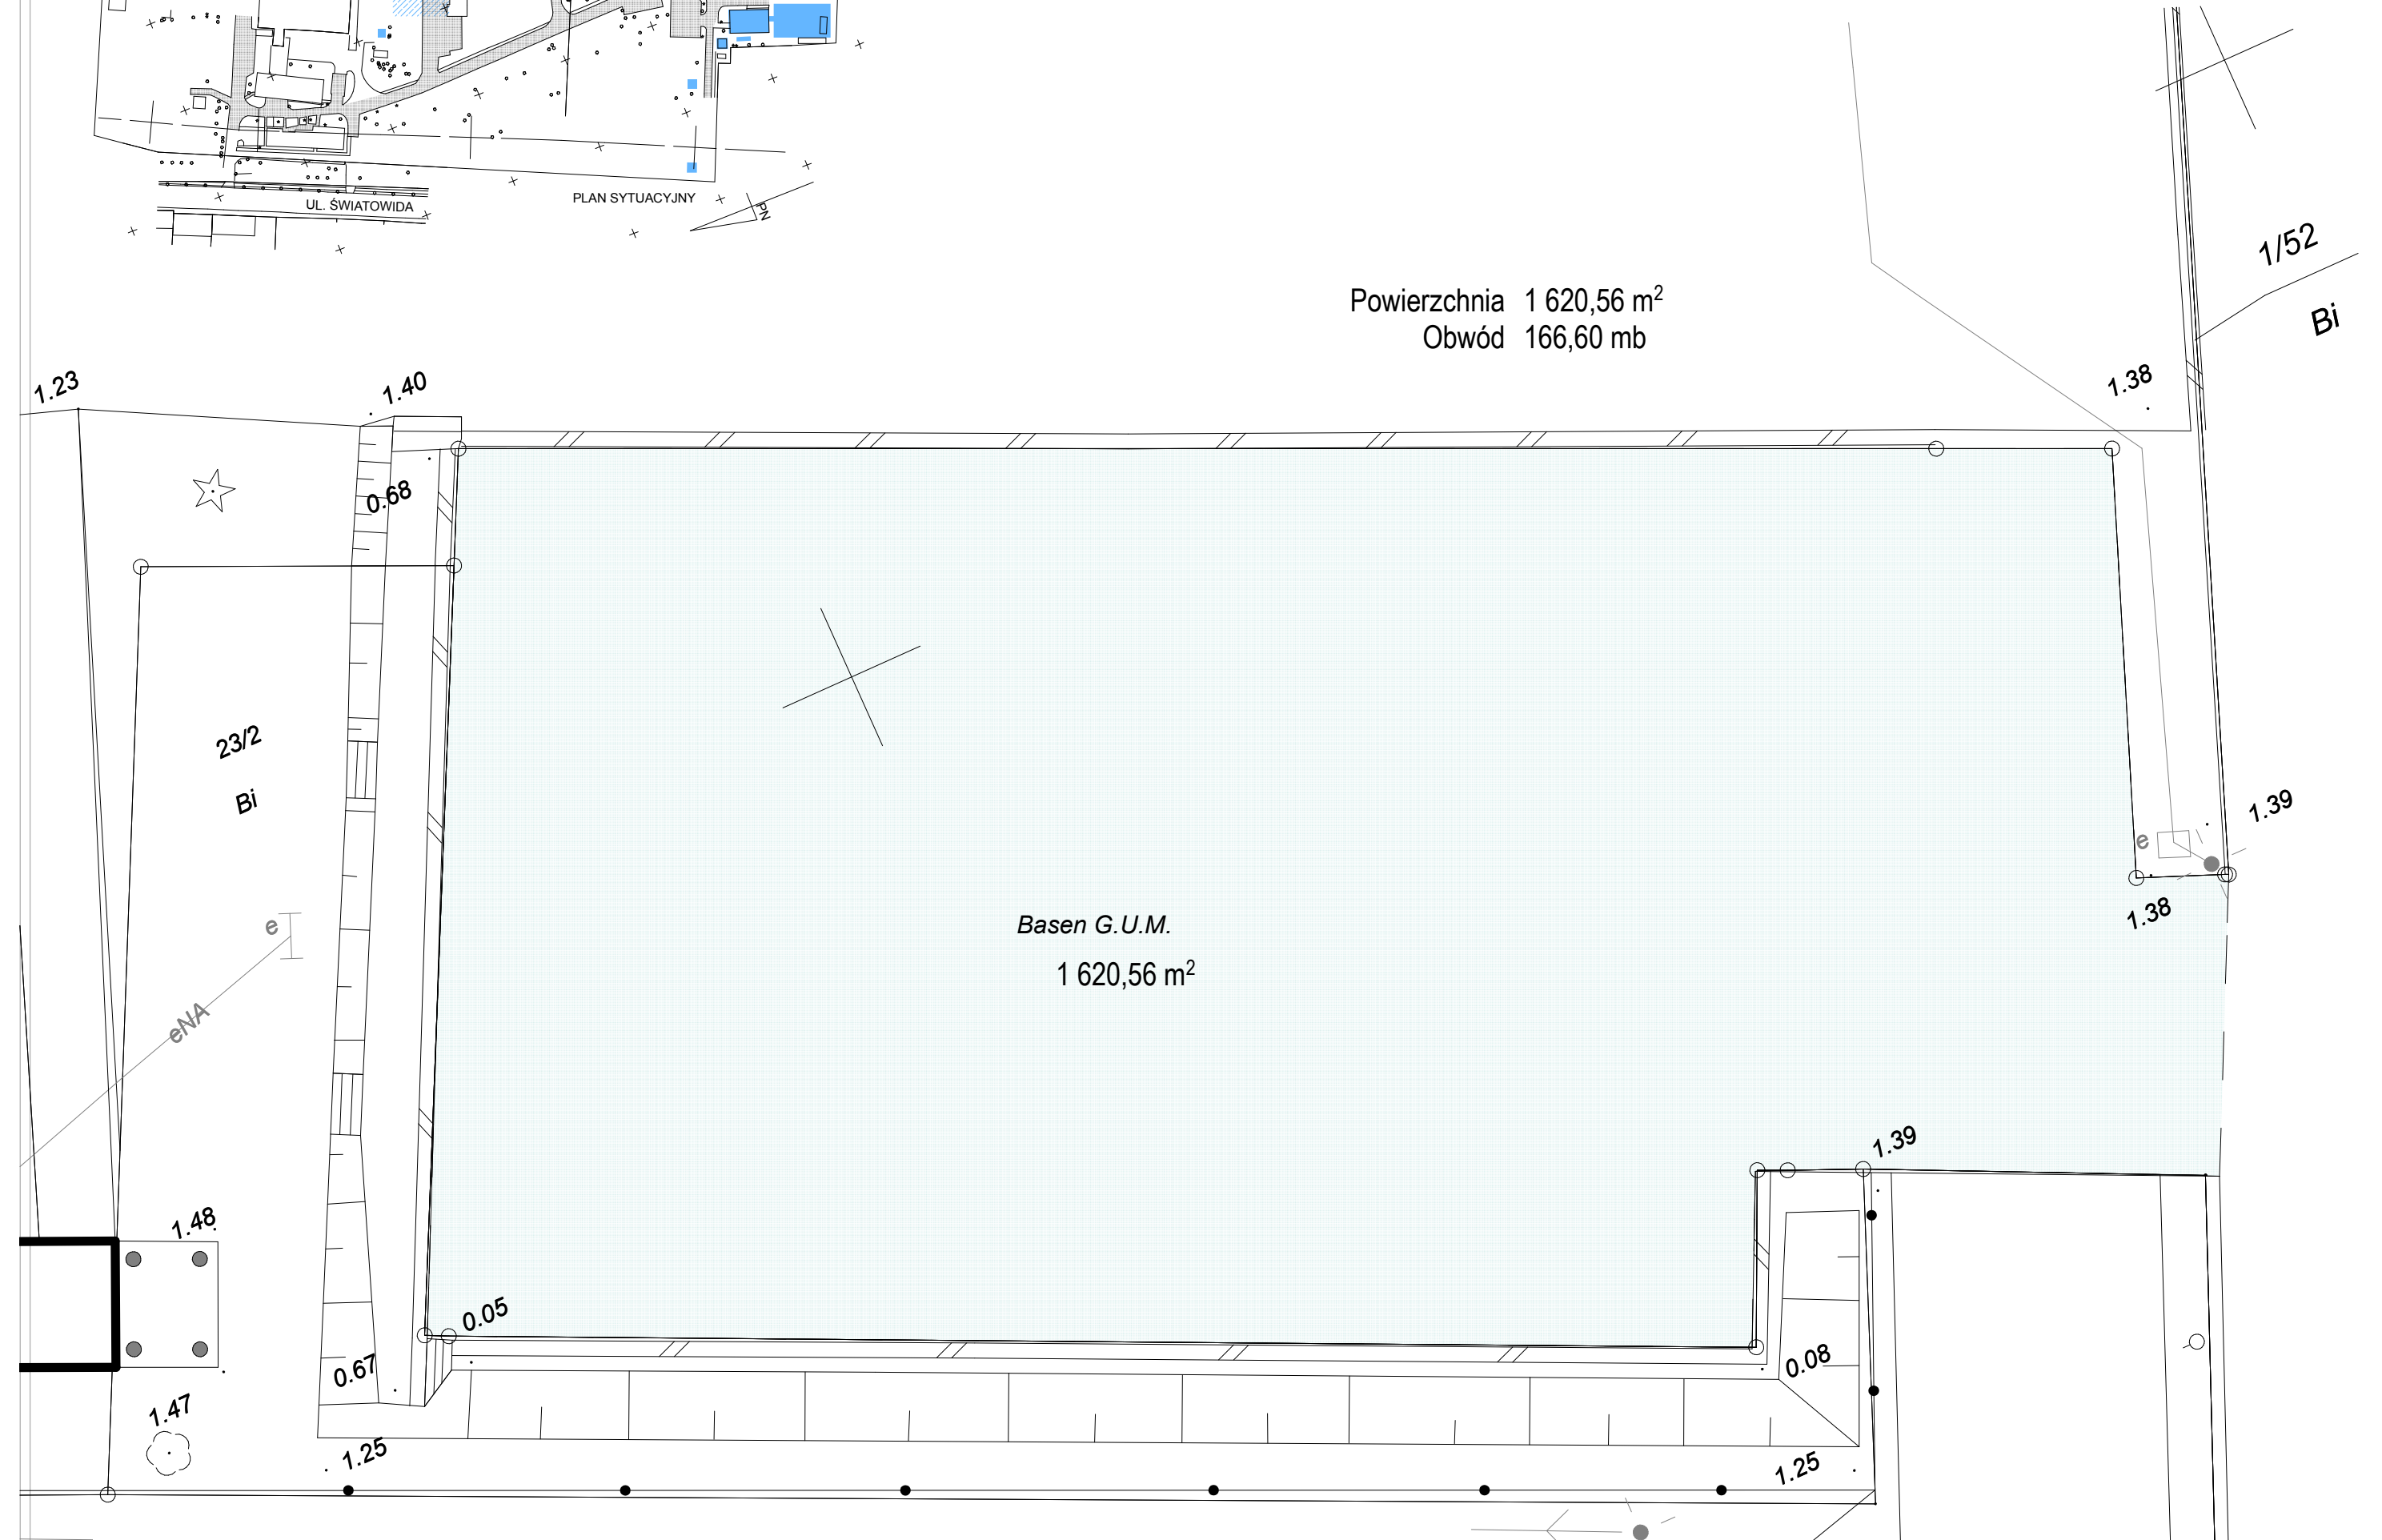 UL. ŚWIATOWIDA
PLAN SYTUACYJNY
PN
1/52
Bi
Powierzchnia 1 620,56 m²
Obwód 166,60 mb
1.23
1.40
1.38
0.68
23/2
Bi
1.39
e
1.38
e
Basen G.U.M.
1 620,56 m²
eNA
1.39
1.48
0.05
0.67
0.08
1.47
1.25
1.25